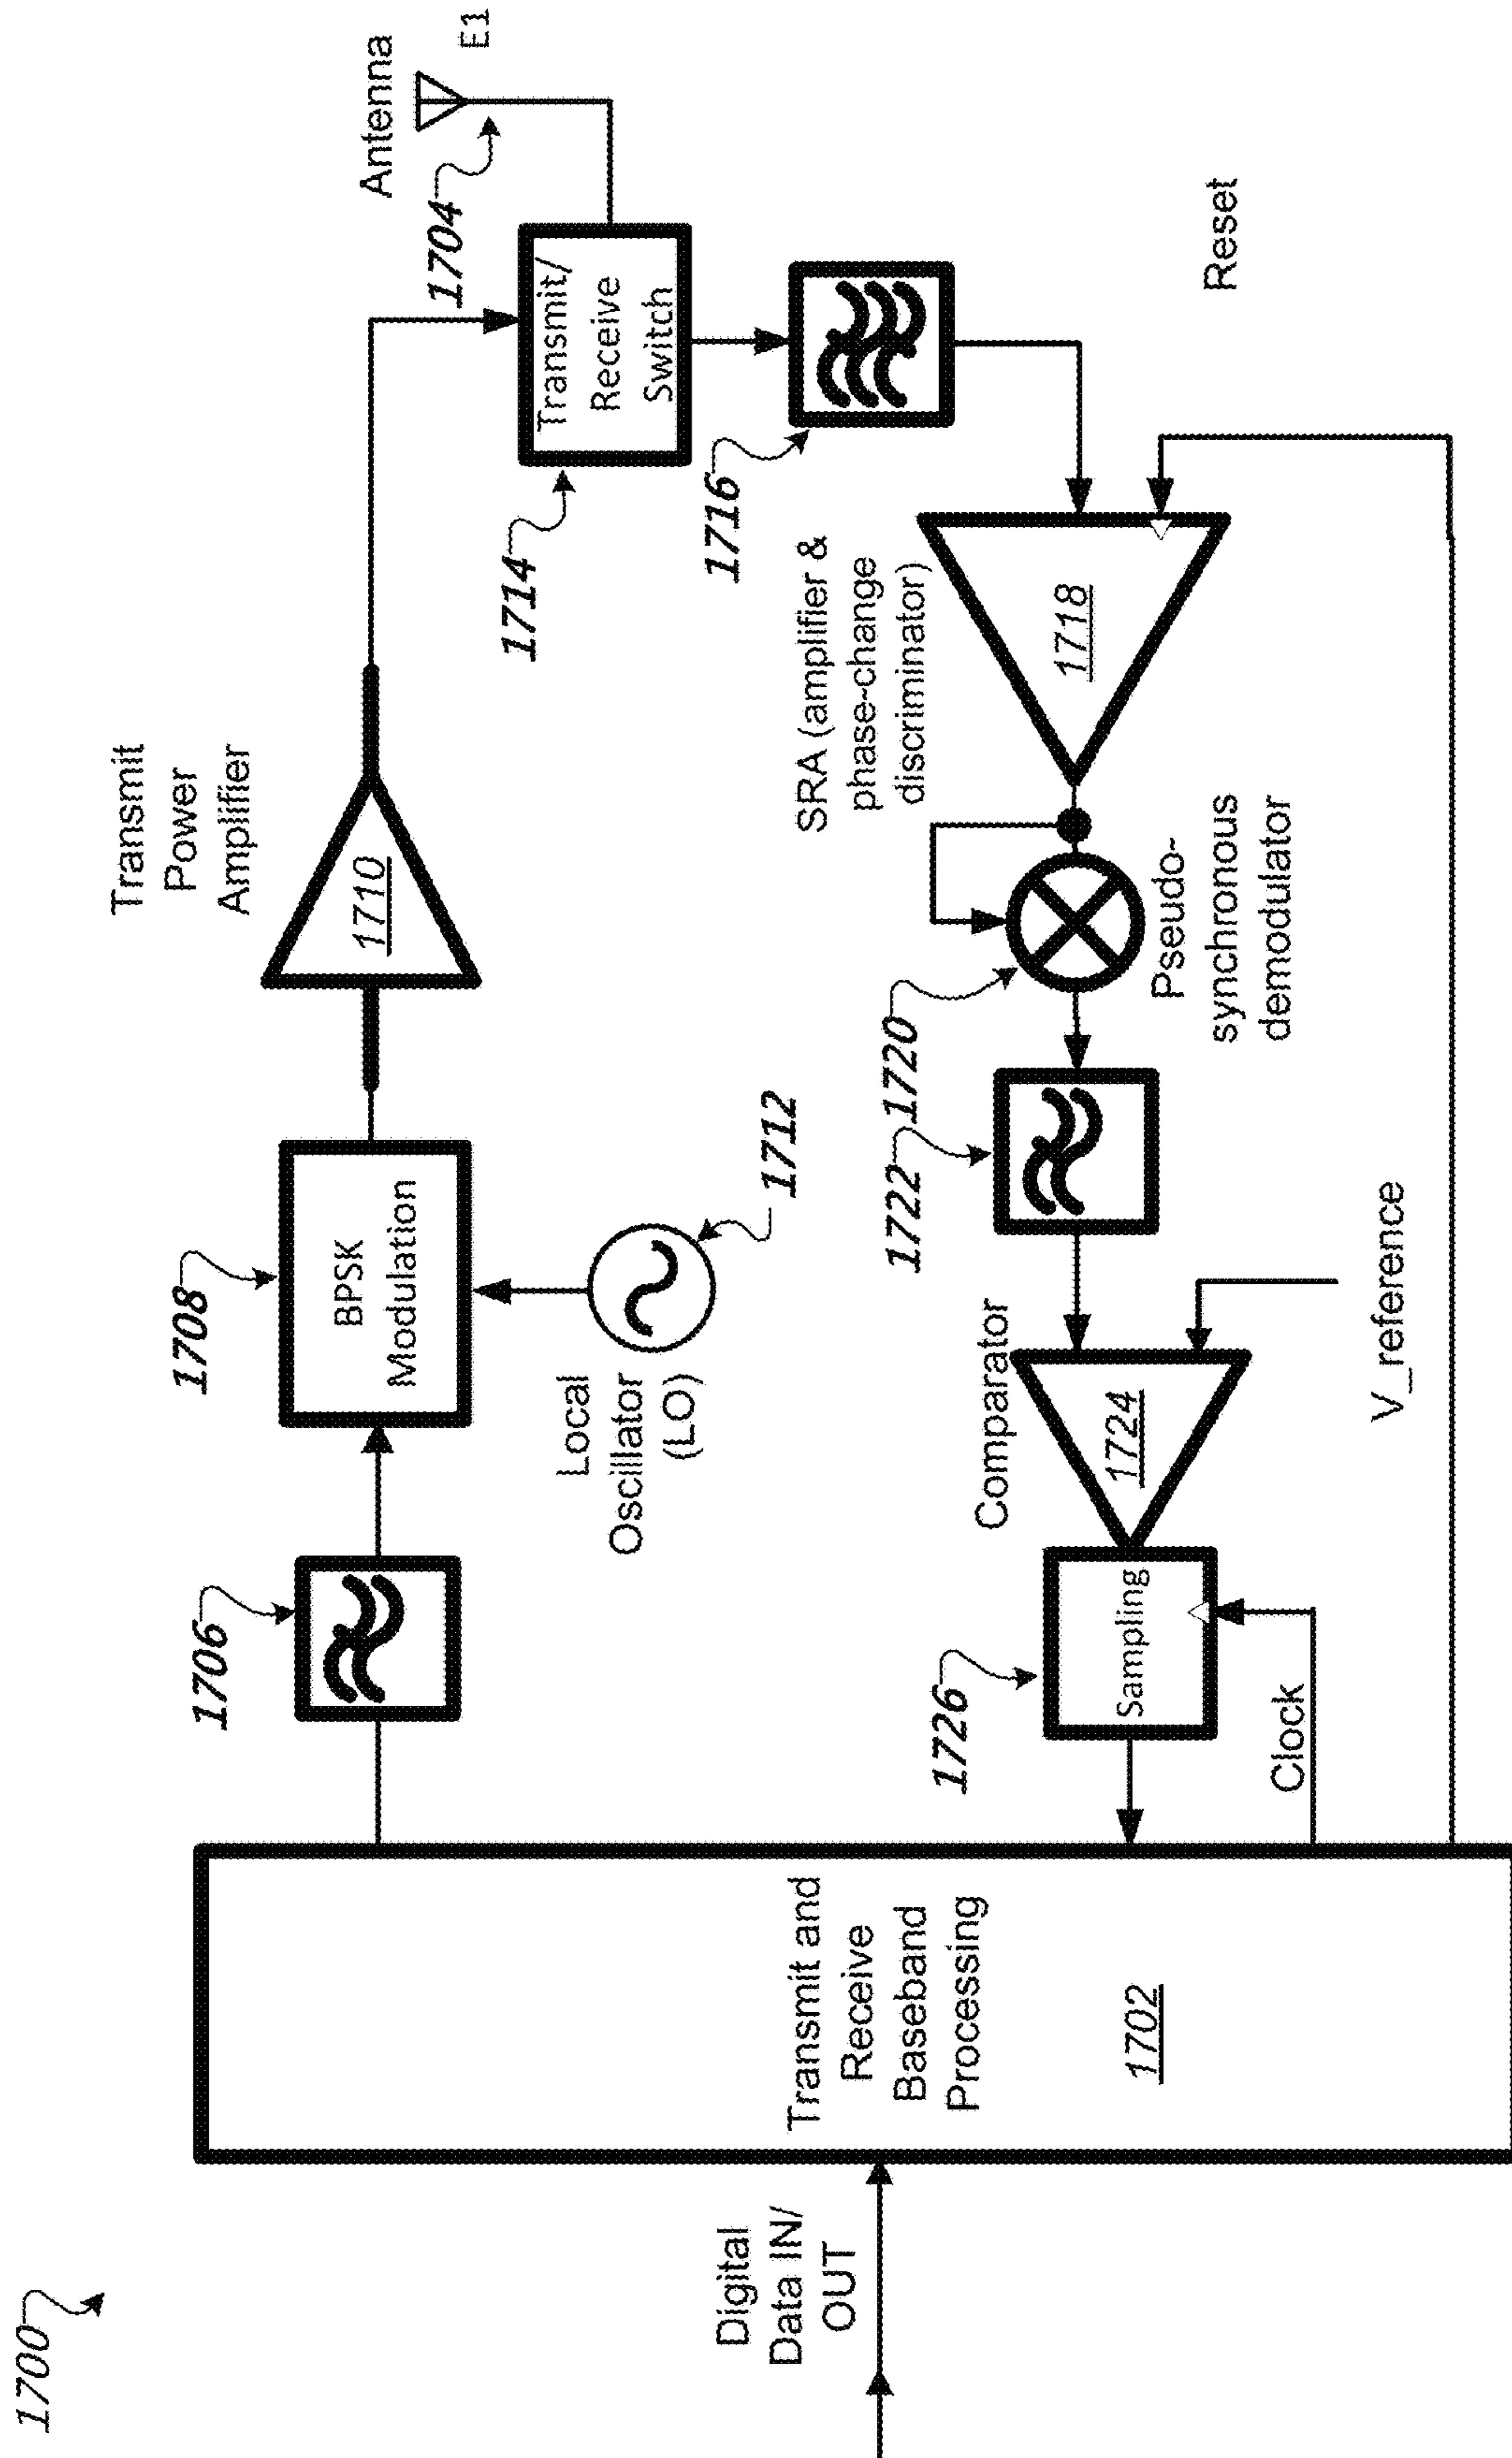 1700
Digital
Data IN/
OUT
Transmit and
Receive
Baseband
Processing
1702
1706
1708
BPSK
Modulation
Local
Oscillator
(LO)
1712
Transmit
Power
Amplifier
1710
Antenna
E1
1704
Transmit/
Receive
Switch
1714
1716
SRA (amplifier &
phase-change
discriminator)
1718
Reset
1720
Pseudo-
synchronous
demodulator
1722
Comparator
1724
V_reference
1726
Sampling
Clock